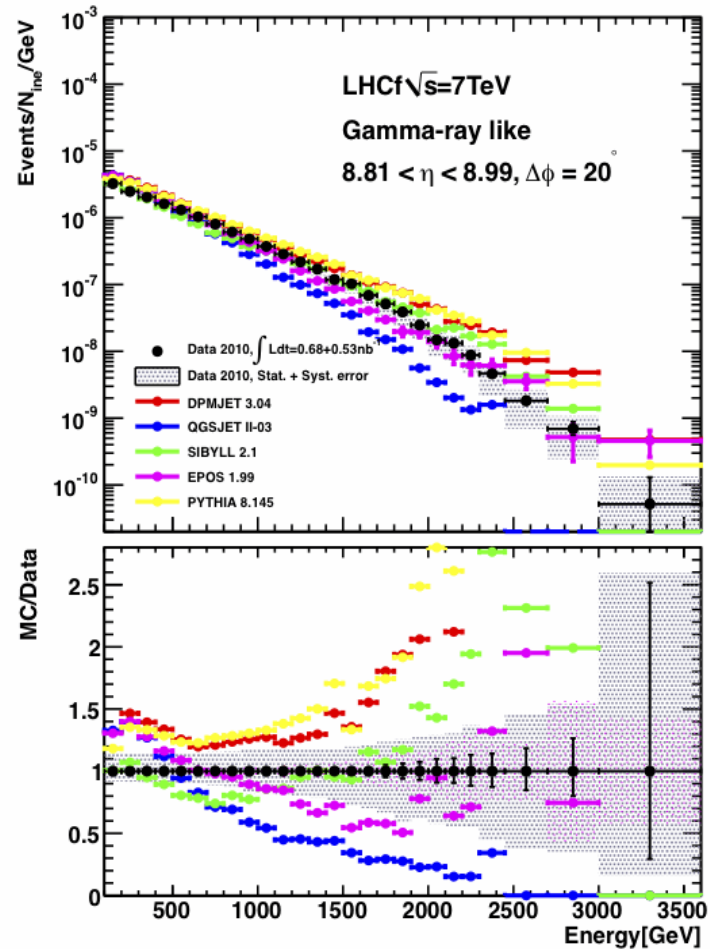 10⁻³
10⁻⁴
10⁻⁵
10⁻⁶
10⁻⁷
10⁻⁸
10⁻⁹
10⁻¹⁰
Events/N_ine/GeV
LHCf√s=7TeV
Gamma-ray like
8.81 < η < 8.99, Δϕ = 20°
Data 2010, ∫ Ldt=0.68+0.53nb
Data 2010, Stat. + Syst. error
DPMJET 3.04
QGSJET II-03
SIBYLL 2.1
EPOS 1.99
PYTHIA 8.145
MC/Data
2.5
2
1.5
1
0.5
0
500 1000 1500 2000 2500 3000 3500
Energy[GeV]